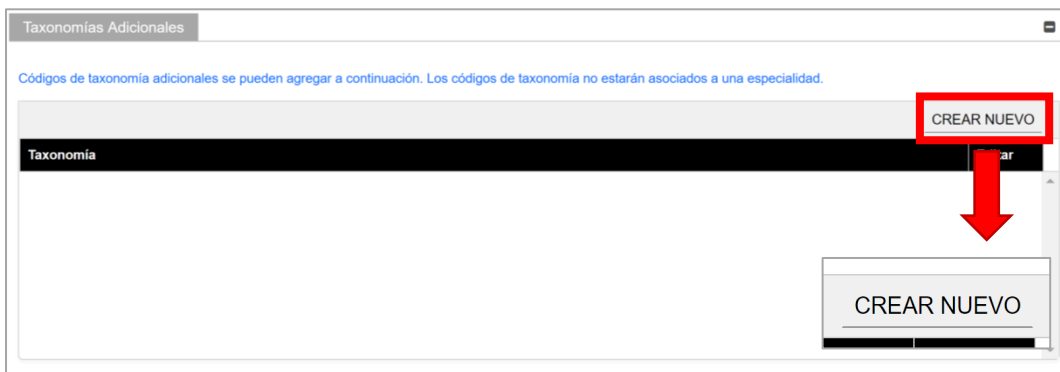 Taxonomías Adicionales
Códigos de taxonomía adicionales se pueden agregar a continuación. Los códigos de taxonomía no estarán asociados a una especialidad.
CREAR NUEVO
Taxonomía
CREAR NUEVO